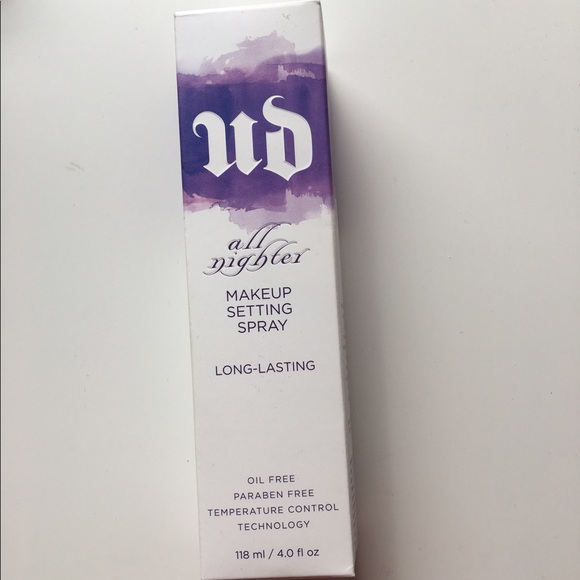 UD
all
nighter
MAKEUP
SETTING
SPRAY
LONG-LASTING
OIL FREE
PARABEN FREE
TEMPERATURE CONTROL
TECHNOLOGY
118 ml / 4.0 fl oz